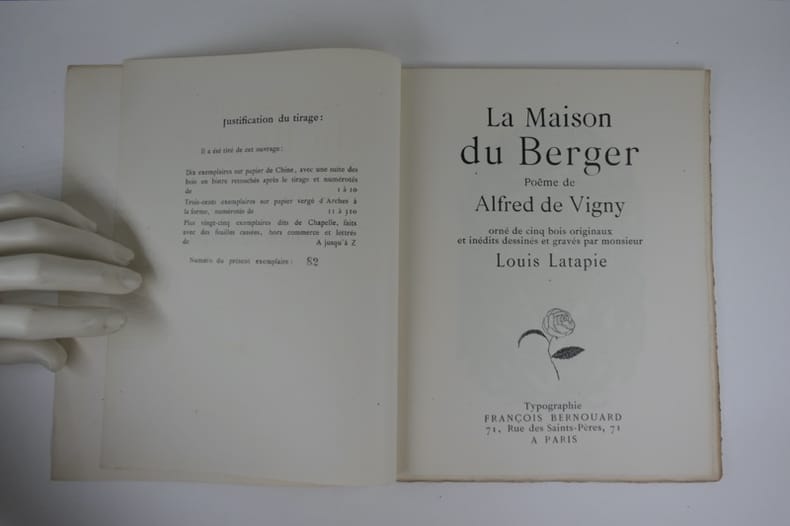 Justification du tirage :
Il a été tiré de cet ouvrage :
Dix exemplaires sur papier de Chine, avec une suite des
bois en bistre retouchés après le tirage et numérotés
de 1 à 10
Trois-cents exemplaires sur papier vergé d'Arches à
la forme, numérotés de 11 à 310
Plus vingt-cinq exemplaires dits de Chapelle, faits
avec des feuilles cassées, hors commerce et lettrés
de A jusqu'à Z
Numéro du présent exemplaire : 82
La Maison
du Berger
Poème de
Alfred de Vigny
orné de cinq bois originaux
et inédits dessinés et gravés par monsieur
Louis Latapie
Typographie
FRANÇOIS BERNOUARD
71, Rue des Saints-Pères, 71
A PARIS